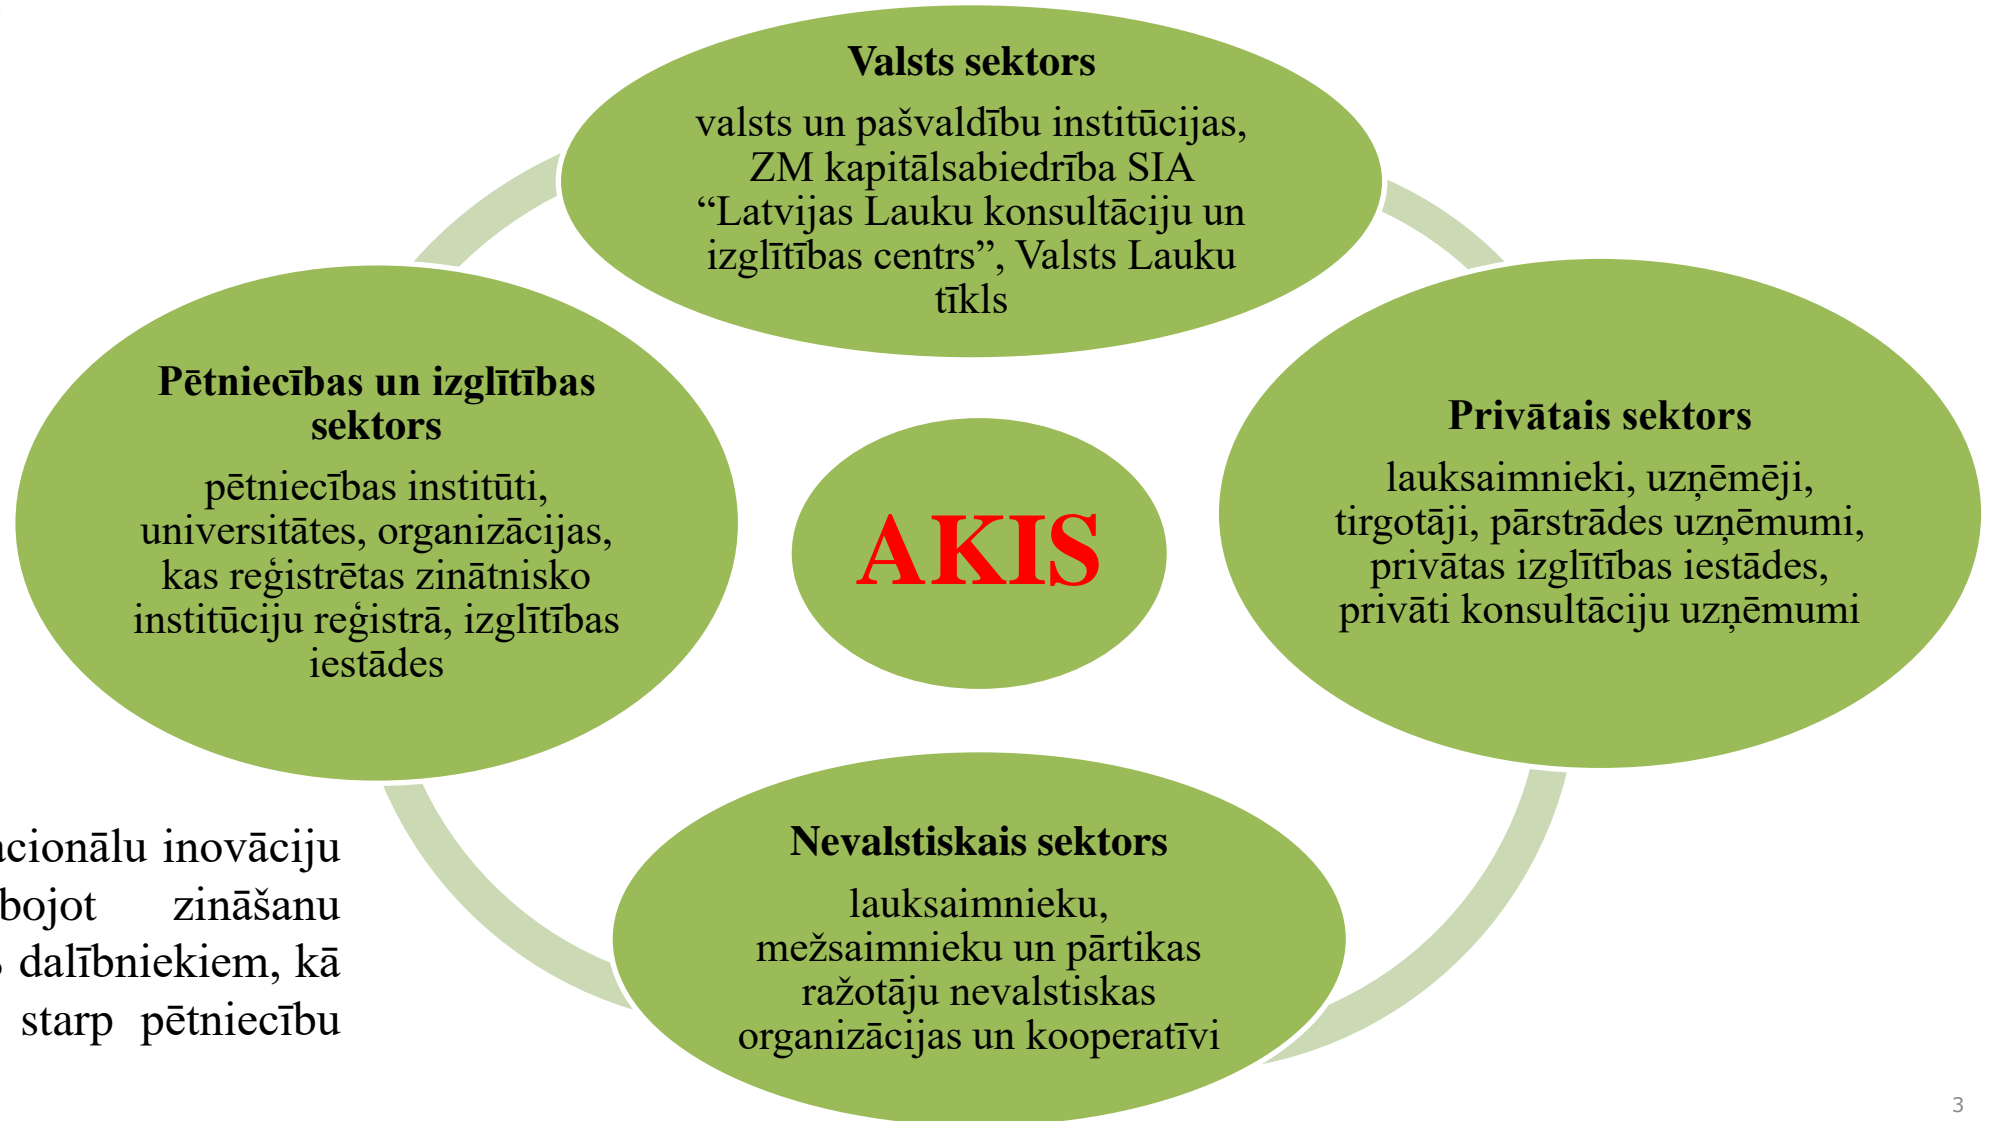 Valsts sektors
valsts un pašvaldību institūcijas,
ZM kapitālsabiedrība SIA
“Latvijas Lauku konsultāciju un
izglītības centrs”, Valsts Lauku
tīkls
Pētniecības un izglītības
sektors
pētniecības institūti,
universitātes, organizācijas,
kas reģistrētas zinātnisko
institūciju reģistrā, izglītības
iestādes
AKIS
Privātais sektors
lauksaimnieki, uzņēmēji,
tirgotāji, pārstrādes uzņēmumi,
privātas izglītības iestādes,
privāti konsultāciju uzņēmumi
Nevalstiskais sektors
lauksaimnieku,
mežsaimnieku un pārtikas
ražotāju nevalstiskas
organizācijas un kooperatīvi
inovāciju
zināšanu
dalībniekiem, kā
starp pētniecību
3